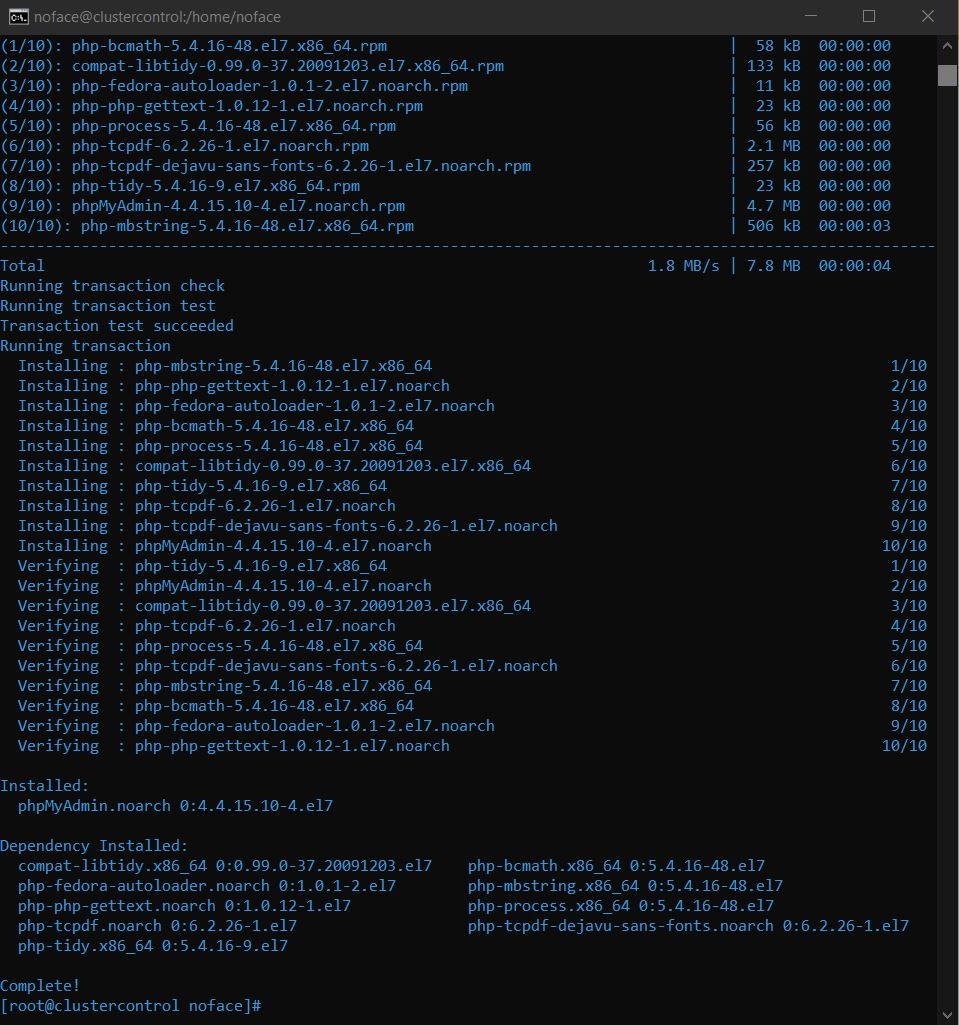 noface@clustercontrol:/home/noface
(1/10): php-bcmath-5.4.16-48.el7.x86_64.rpm | 58 kB 00:00:00
(2/10): compat-libtidy-0.99.0-37.20091203.el7.x86_64.rpm | 133 kB 00:00:00
(3/10): php-fedora-autoloader-1.0.1-2.el7.noarch.rpm | 11 kB 00:00:00
(4/10): php-php-gettext-1.0.12-1.el7.noarch.rpm | 23 kB 00:00:00
(5/10): php-process-5.4.16-48.el7.x86_64.rpm | 56 kB 00:00:00
(6/10): php-tcpdf-6.2.26-1.el7.noarch.rpm | 2.1 MB 00:00:00
(7/10): php-tcpdf-dejavu-sans-fonts-6.2.26-1.el7.noarch.rpm | 257 kB 00:00:00
(8/10): php-tidy-5.4.16-9.el7.x86_64.rpm | 23 kB 00:00:00
(9/10): phpMyAdmin-4.4.15.10-4.el7.noarch.rpm | 4.7 MB 00:00:00
(10/10): php-mbstring-5.4.16-48.el7.x86_64.rpm | 506 kB 00:00:03
--------------------------------------------------------------------------------------------------------
Total 1.8 MB/s | 7.8 MB 00:00:04
Running transaction check
Running transaction test
Transaction test succeeded
Running transaction
Installing : php-mbstring-5.4.16-48.el7.x86_64 1/10
Installing : php-php-gettext-1.0.12-1.el7.noarch 2/10
Installing : php-fedora-autoloader-1.0.1-2.el7.noarch 3/10
Installing : php-bcmath-5.4.16-48.el7.x86_64 4/10
Installing : php-process-5.4.16-48.el7.x86_64 5/10
Installing : compat-libtidy-0.99.0-37.20091203.el7.x86_64 6/10
Installing : php-tidy-5.4.16-9.el7.x86_64 7/10
Installing : php-tcpdf-6.2.26-1.el7.noarch 8/10
Installing : php-tcpdf-dejavu-sans-fonts-6.2.26-1.el7.noarch 9/10
Installing : phpMyAdmin-4.4.15.10-4.el7.noarch 10/10
Verifying : php-tidy-5.4.16-9.el7.x86_64 1/10
Verifying : phpMyAdmin-4.4.15.10-4.el7.noarch 2/10
Verifying : compat-libtidy-0.99.0-37.20091203.el7.x86_64 3/10
Verifying : php-tcpdf-6.2.26-1.el7.noarch 4/10
Verifying : php-process-5.4.16-48.el7.x86_64 5/10
Verifying : php-tcpdf-dejavu-sans-fonts-6.2.26-1.el7.noarch 6/10
Verifying : php-mbstring-5.4.16-48.el7.x86_64 7/10
Verifying : php-bcmath-5.4.16-48.el7.x86_64 8/10
Verifying : php-fedora-autoloader-1.0.1-2.el7.noarch 9/10
Verifying : php-php-gettext-1.0.12-1.el7.noarch 10/10
Installed:
phpMyAdmin.noarch 0:4.4.15.10-4.el7
Dependency Installed:
compat-libtidy.x86_64 0:0.99.0-37.20091203.el7 php-bcmath.x86_64 0:5.4.16-48.el7
php-fedora-autoloader.noarch 0:1.0.1-2.el7 php-mbstring.x86_64 0:5.4.16-48.el7
php-php-gettext.noarch 0:1.0.12-1.el7 php-process.x86_64 0:5.4.16-48.el7
php-tcpdf.noarch 0:6.2.26-1.el7 php-tcpdf-dejavu-sans-fonts.noarch 0:6.2.26-1.el7
php-tidy.x86_64 0:5.4.16-9.el7
Complete!
[root@clustercontrol noface]#